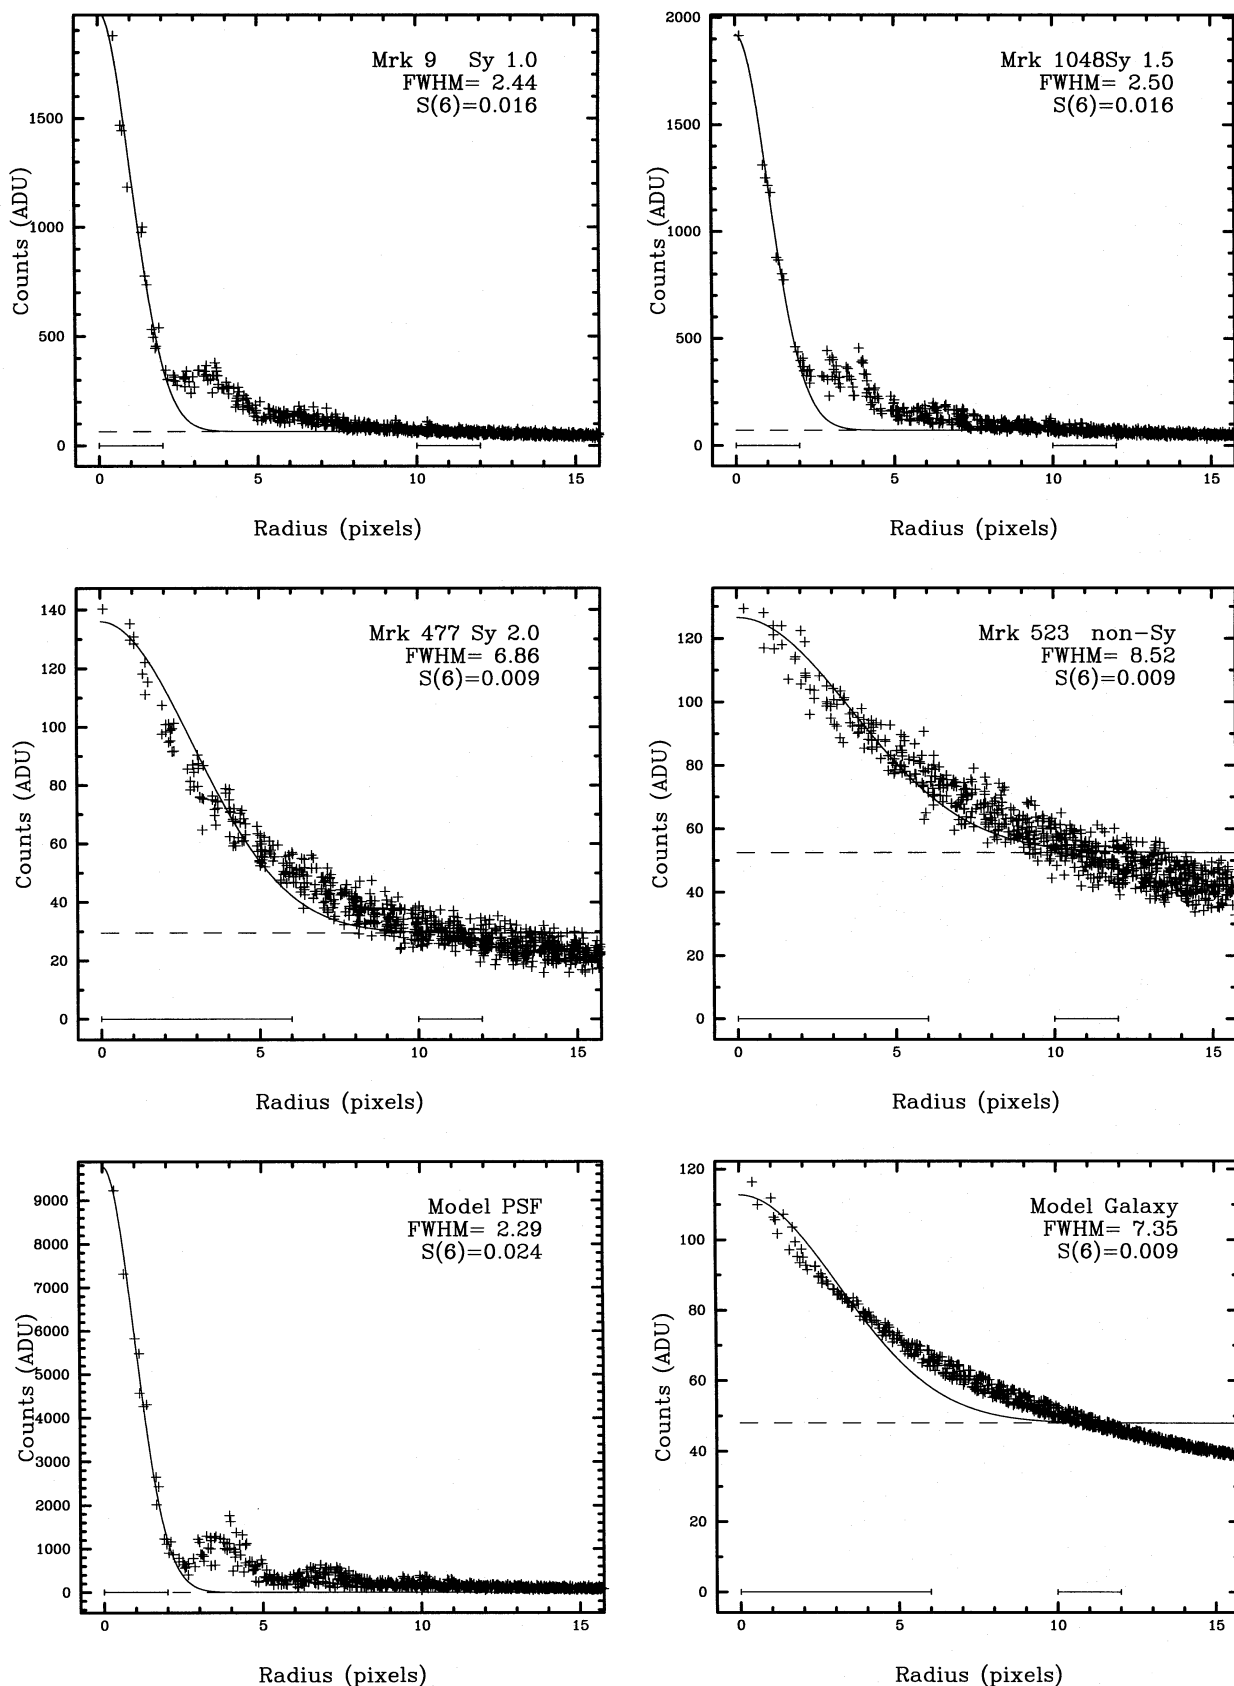 Mrk 9 Sy 1.0
FWHM= 2.44
S(6)=0.016
Counts (ADU)
1500
1000
500
0
0 5 10 15
Radius (pixels)
Mrk 1048Sy 1.5
FWHM= 2.50
S(6)=0.016
Counts (ADU)
2000
1500
1000
500
0
0 5 10 15
Radius (pixels)
Mrk 477 Sy 2.0
FWHM= 6.86
S(6)=0.009
Counts (ADU)
140
120
100
80
60
40
20
0
0 5 10 15
Radius (pixels)
Mrk 523 non-Sy
FWHM= 8.52
S(6)=0.009
Counts (ADU)
120
100
80
60
40
20
0
0 5 10 15
Radius (pixels)
Model PSF
FWHM= 2.29
S(6)=0.024
Counts (ADU)
9000
8000
7000
6000
5000
4000
3000
2000
1000
0
0 5 10 15
Radius (pixels)
Model Galaxy
FWHM= 7.35
S(6)=0.009
Counts (ADU)
120
100
80
60
40
20
0
0 5 10 15
Radius (pixels)